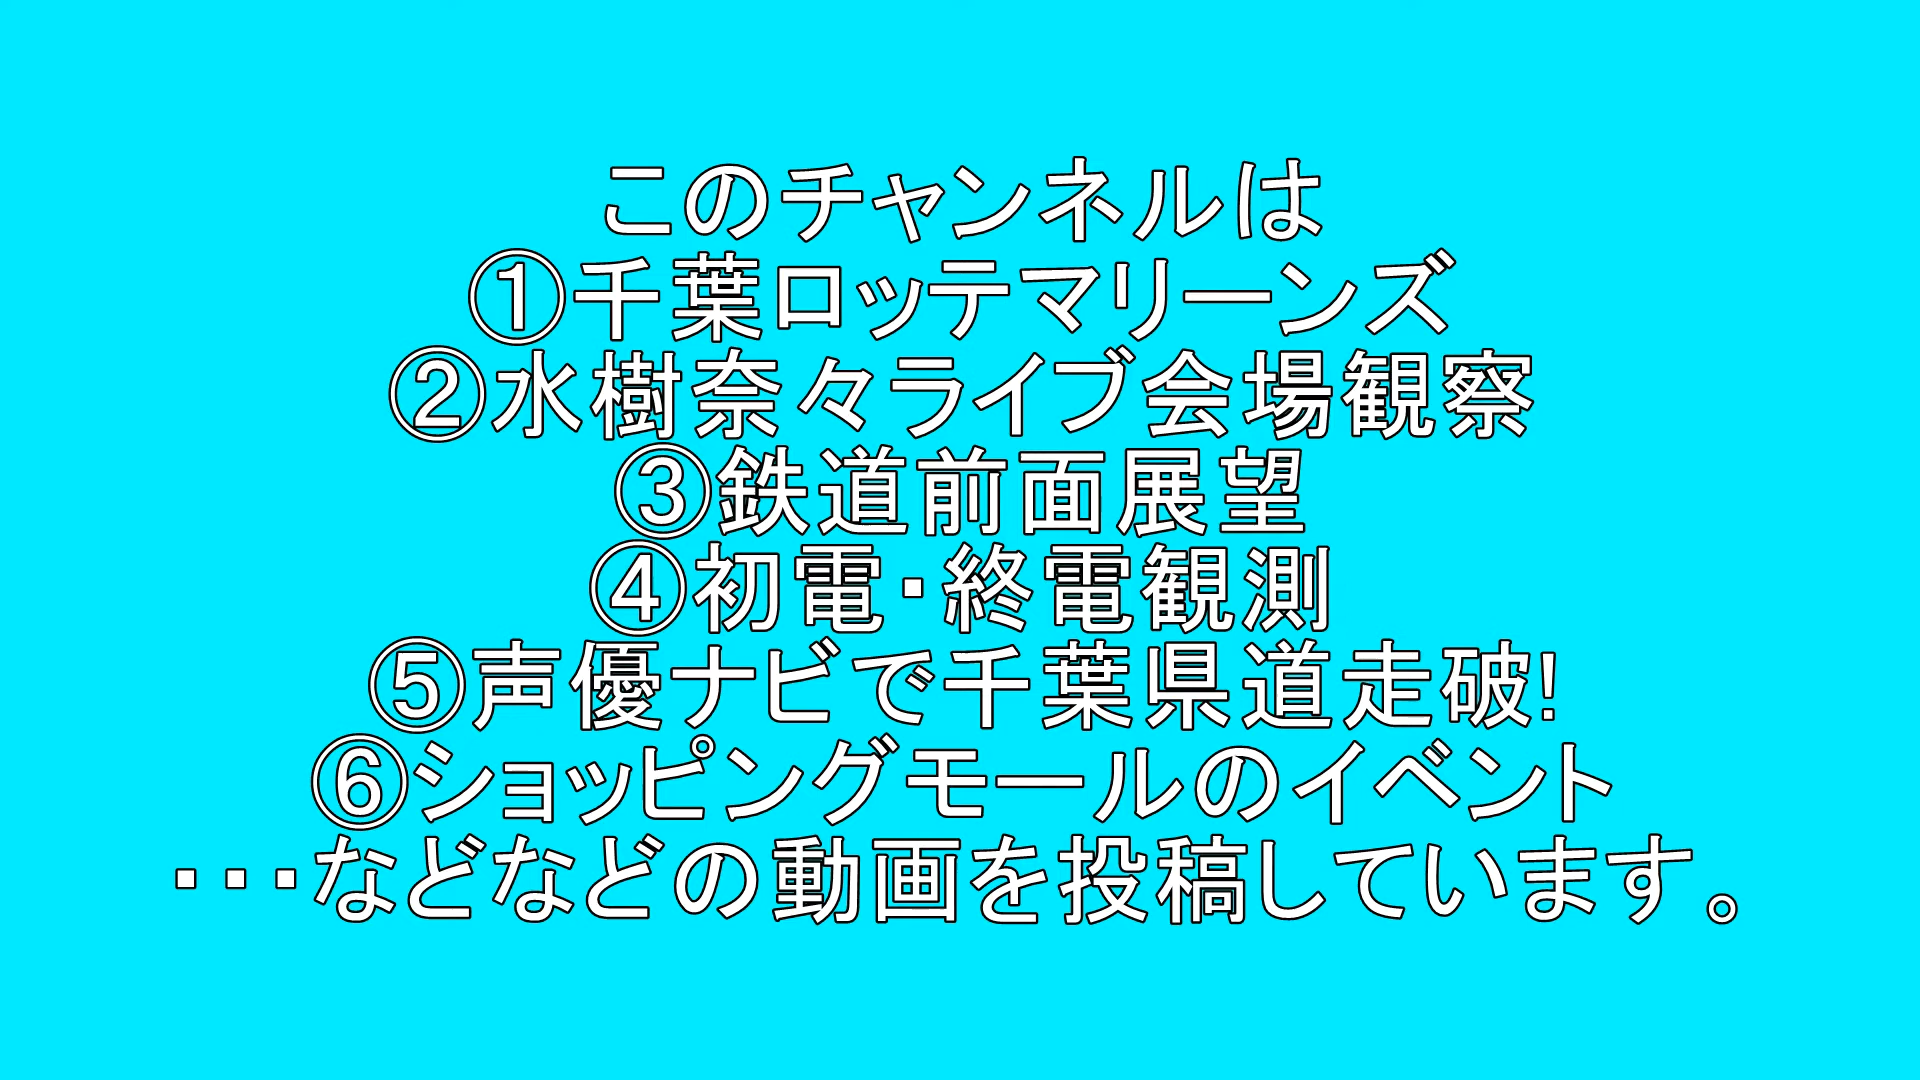 このチャンネルは
①千葉ロッテマリーンズ
②水樹奈々ライブ会場観察
③鉄道前面展望
④初電・終電観測
⑤声優ナビで千葉県道走破!
⑥ショッピングモールのイベント
・・・などなどの動画を投稿しています。